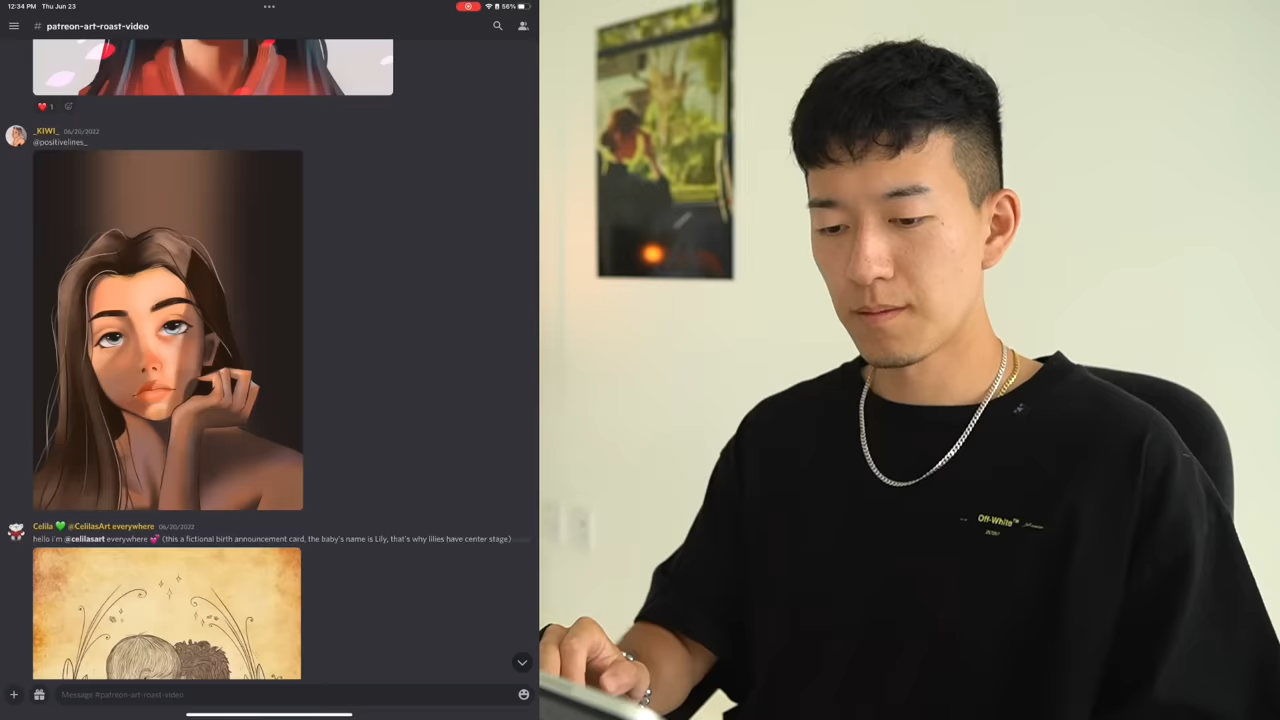 12:34 PM Thu Jun 23
56%
# patreon-art-roast-video
1
_KIWI_ 06/20/2022
@positivelines_
Celila 💚 @CelilasArt everywhere 06/20/2022
hello i'm @celilasart everywhere 💕 (this a fictional birth announcement card, the baby's name is Lily, that's why lilies have center stage)
Message #patreon-art-roast-video
Off-White™